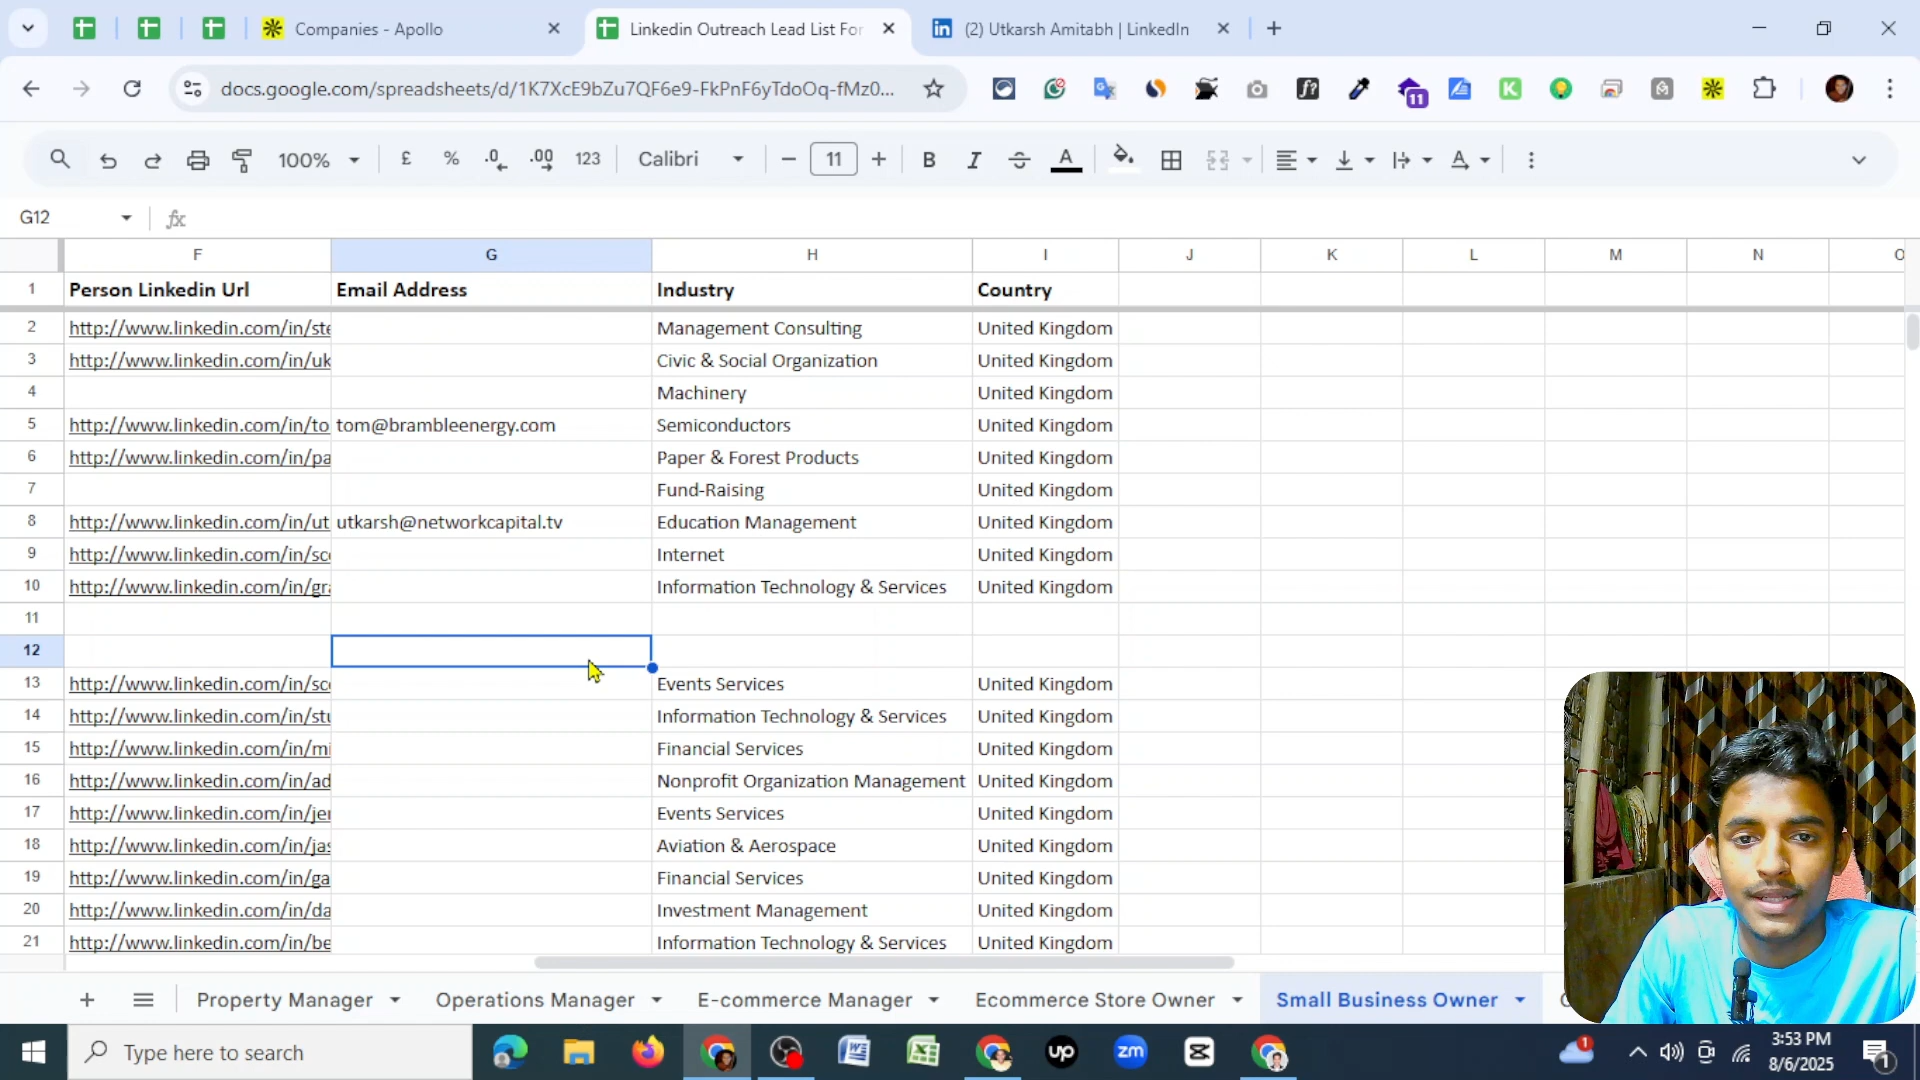 Companies - Apollo
Linkedin Outreach Lead List For
(2) Utkarsh Amitabh | LinkedIn
docs.google.com/spreadsheets/d/1K7XcE9bZu7QF6e9-FkPnF6yTdoOq-fMz0...
11
100%
£
%
.0
.00
123
Calibri
11
B
I
A
G12
fx
F G H I J K L M N O
1 Person Linkedin Url Email Address Industry Country
2 http://www.linkedin.com/in/ste Management Consulting United Kingdom
3 http://www.linkedin.com/in/uk Civic & Social Organization United Kingdom
4 Machinery United Kingdom
5 http://www.linkedin.com/in/to tom@brambleenergy.com Semiconductors United Kingdom
6 http://www.linkedin.com/in/pa Paper & Forest Products United Kingdom
7 Fund-Raising United Kingdom
8 http://www.linkedin.com/in/ut utkarsh@networkcapital.tv Education Management United Kingdom
9 http://www.linkedin.com/in/sco Internet United Kingdom
10 http://www.linkedin.com/in/gra Information Technology & Services United Kingdom
11
12
13 http://www.linkedin.com/in/sco Events Services United Kingdom
14 http://www.linkedin.com/in/stu Information Technology & Services United Kingdom
15 http://www.linkedin.com/in/mi Financial Services United Kingdom
16 http://www.linkedin.com/in/ad Nonprofit Organization Management United Kingdom
17 http://www.linkedin.com/in/jer Events Services United Kingdom
18 http://www.linkedin.com/in/jas Aviation & Aerospace United Kingdom
19 http://www.linkedin.com/in/ga Financial Services United Kingdom
20 http://www.linkedin.com/in/da Investment Management United Kingdom
21 http://www.linkedin.com/in/be Information Technology & Services United Kingdom
Property Manager
Operations Manager
E-commerce Manager
Ecommerce Store Owner
Small Business Owner
Type here to search
up
zm
1
3:53 PM
8/6/2025
1